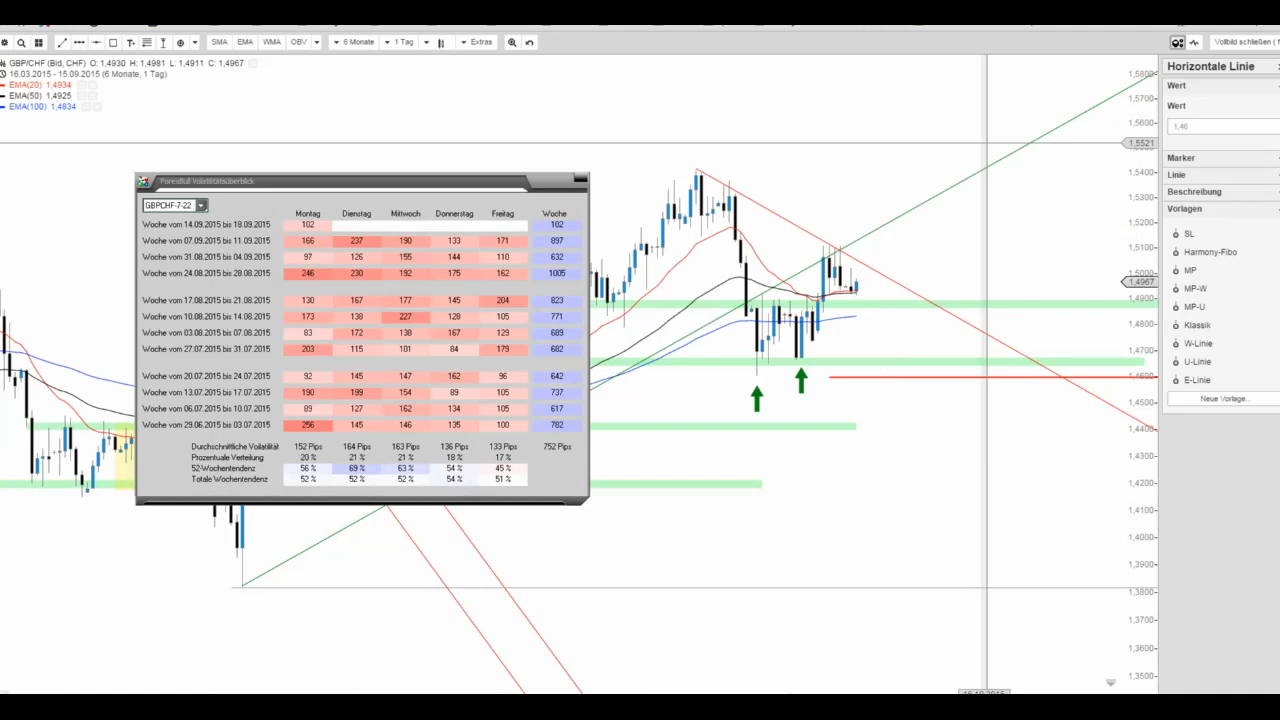 SMA EMA WMA OBV 6 Monate 1 Tag Extras Vollbild schließen ( f
GBP/CHF (Bid, CHF) O: 1,4930 H: 1,4981 L: 1,4911 C: 1,4967
16.03.2015 - 15.09.2015 (6 Monate, 1 Tag)
EMA(20) 1,4934
EMA(50) 1,4925
EMA(100) 1,4834
ForexBull Volatilitätsüberblick
GBPCHF-7-22
Montag Dienstag Mittwoch Donnerstag Freitag Woche
Woche vom 14.09.2015 bis 18.09.2015 102 102
Woche vom 07.09.2015 bis 11.09.2015 166 237 190 133 171 897
Woche vom 31.08.2015 bis 04.09.2015 97 126 155 144 110 632
Woche vom 24.08.2015 bis 28.08.2015 246 230 192 175 162 1005
Woche vom 17.08.2015 bis 21.08.2015 130 167 177 145 204 823
Woche vom 10.08.2015 bis 14.08.2015 173 138 227 128 105 771
Woche vom 03.08.2015 bis 07.08.2015 83 172 138 167 129 689
Woche vom 27.07.2015 bis 31.07.2015 203 115 101 84 179 682
Woche vom 20.07.2015 bis 24.07.2015 92 145 147 162 96 642
Woche vom 13.07.2015 bis 17.07.2015 190 199 154 89 105 737
Woche vom 06.07.2015 bis 10.07.2015 89 127 162 134 105 617
Woche vom 29.06.2015 bis 03.07.2015 256 145 146 135 100 782
Durchschnittliche Volatilität 152 Pips 164 Pips 163 Pips 136 Pips 133 Pips 752 Pips
Prozentuale Verteilung 20 % 21 % 21 % 18 % 17 %
52-Wochentendenz 56 % 69 % 63 % 54 % 45 %
Totale Wochentendenz 52 % 52 % 52 % 54 % 51 %
1,5800
1,5700
1,5600
1,5521
1,5400
1,5300
1,5200
1,5100
1,5000
1,4967
1,4900
1,4800
1,4700
1,4600
1,4500
1,4400
1,4300
1,4200
1,4100
1,4000
1,3900
1,3800
1,3700
1,3600
1,3500
Horizontale Linie
Wert
Wert
1,46
Marker
Linie
Beschreibung
Vorlagen
SL
Harmony-Fibo
MP
MP-W
MP-U
Klassik
W-Linie
U-Linie
E-Linie
Neue Vorlage...